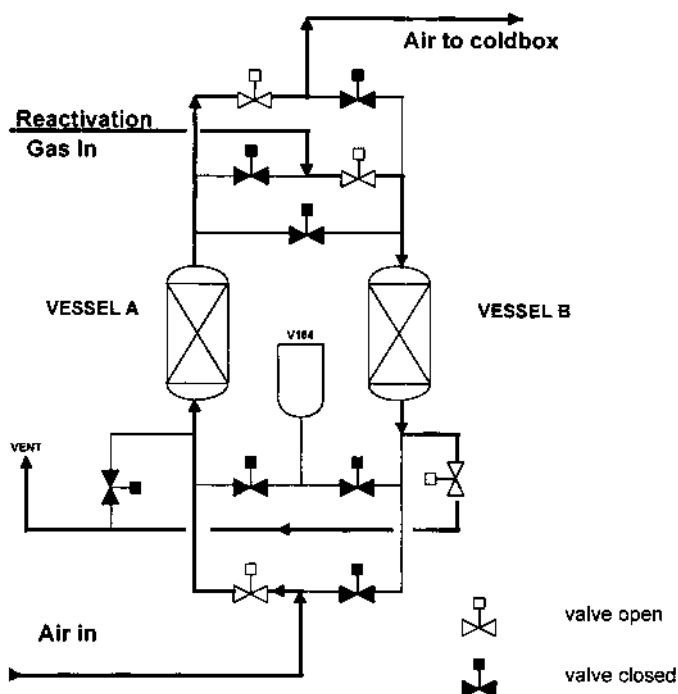 Air to coldbox
Reactivation
Gas In
VESSEL A
VESSEL B
V164
VENT
Air in
valve open
valve closed